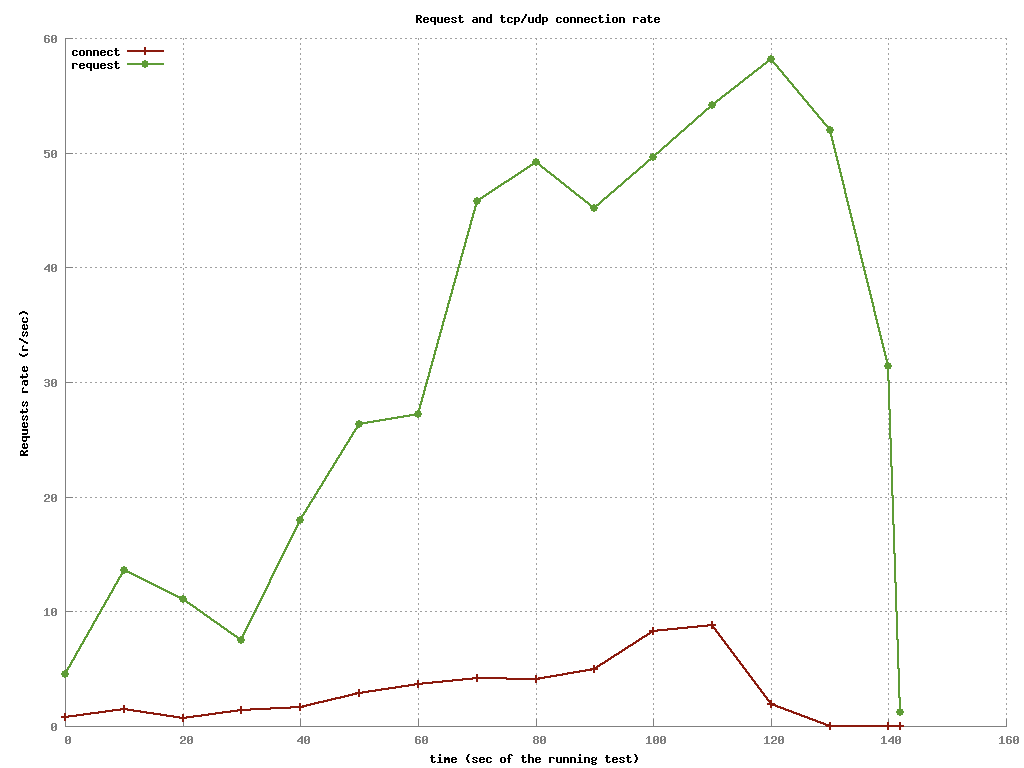 Request and tcp/udp connection rate
60
connect
request
50
40
Requests rate (r/sec)
30
20
10
0
0 20 40 60 80 100 120 140 160
time (sec of the running test)